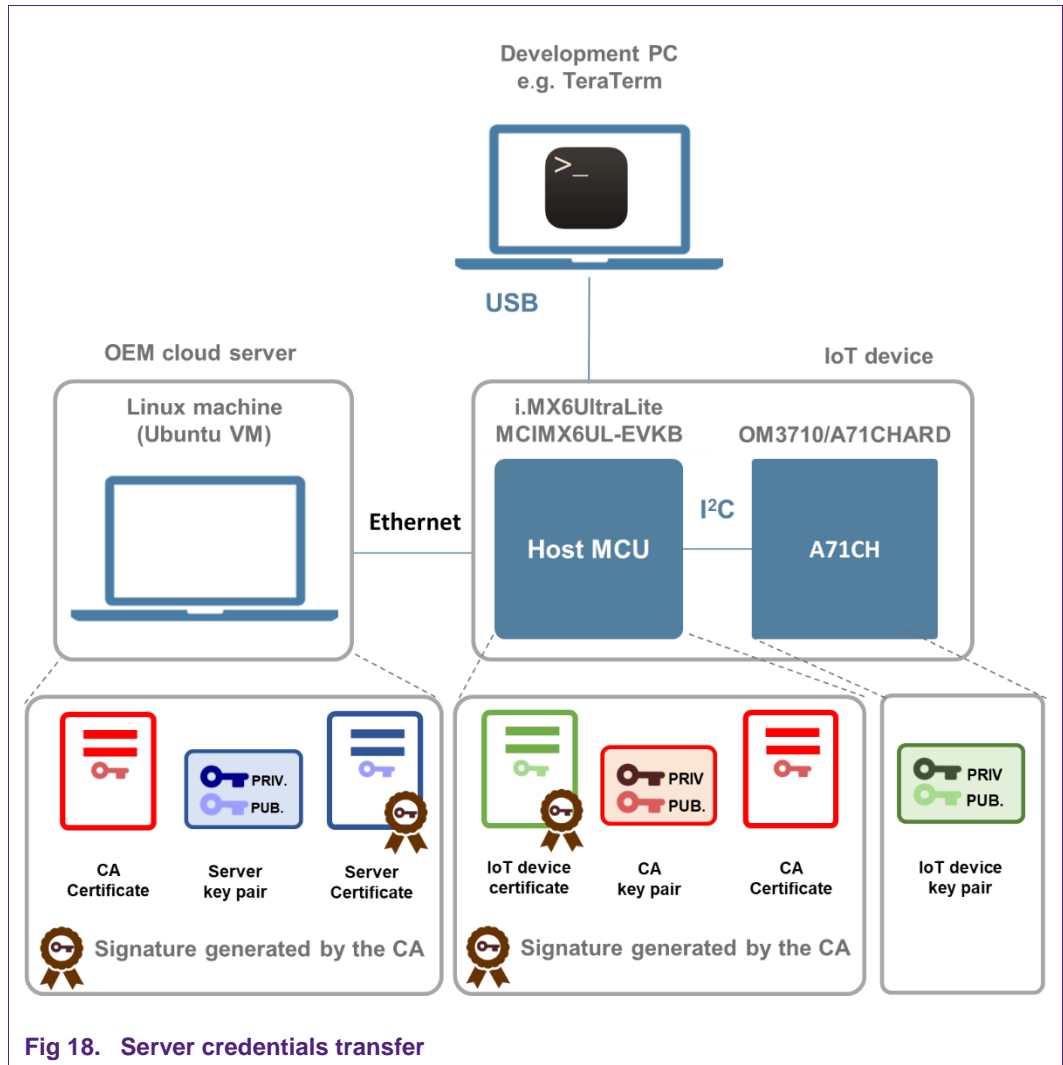 Development PC
e.g. TeraTerm
>_
USB
OEM cloud server
IoT device
Linux machine
(Ubuntu VM)
i.MX6UltraLite
MCIMX6UL-EVKB
OM3710/A71CHARD
Ethernet
I²C
Host MCU
A71CH
PRIV.
PUB.
PRIV
PUB.
PRIV
PUB.
CA
Certificate
Server
key pair
Server
Certificate
IoT device
certificate
CA
key pair
CA
Certificate
IoT device
key pair
Signature generated by the CA
Signature generated by the CA
Fig 18. Server credentials transfer